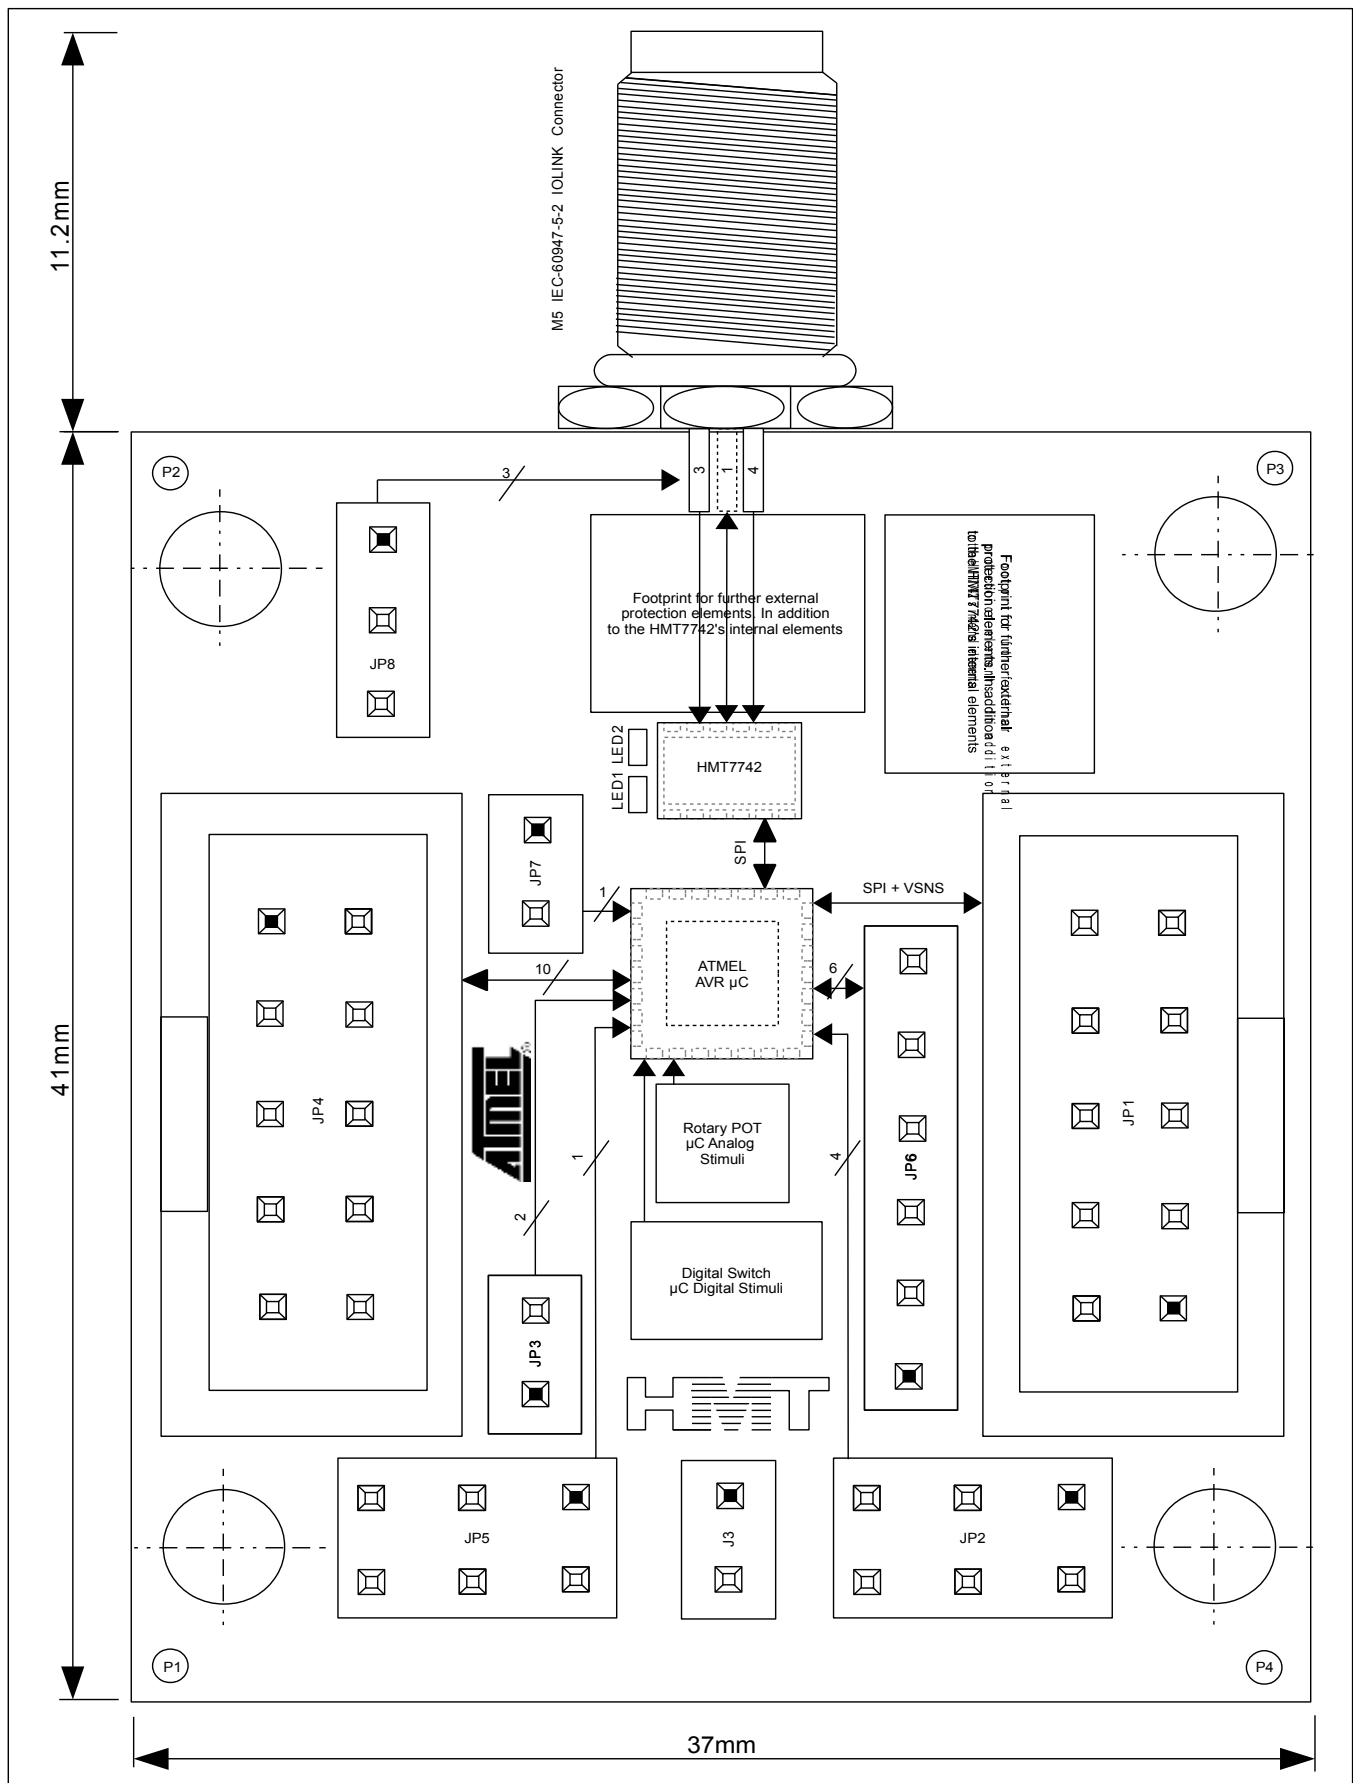 M5 IEC-60947-5-2 IOLINK Connector
11.2mm
P2
3
3
1
4
P3
JP8
Footprint for further external
protection elements. In addition
to the HMT7742's internal elements
LED2
LED1
HMT7742
SPI
JP7
1
SPI + VSNS
ATMEL
AVR µC
10
6
41mm
JP4
ATMEL
®
JP1
Rotary POT
µC Analog
Stimuli
1
4
JP6
2
Digital Switch
µC Digital Stimuli
JP3
HMT
JP5
J3
JP2
P1
P4
37mm